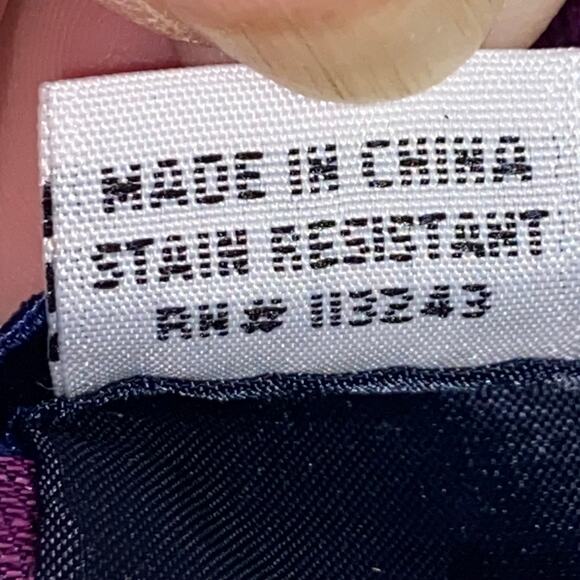 MADE IN CHINA
STAIN RESISTANT
RN# 113243